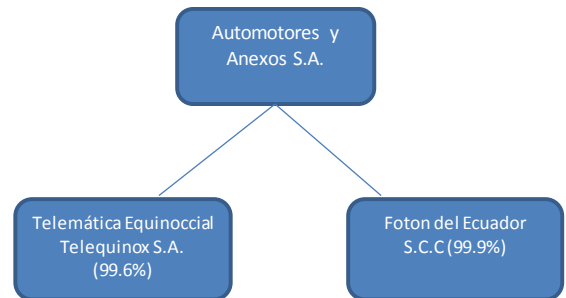 Automotores y
Anexos S.A.
Telemática Equinoccial
Telequinox S.A.
(99.6%)
Foton del Ecuador
S.C.C (99.9%)